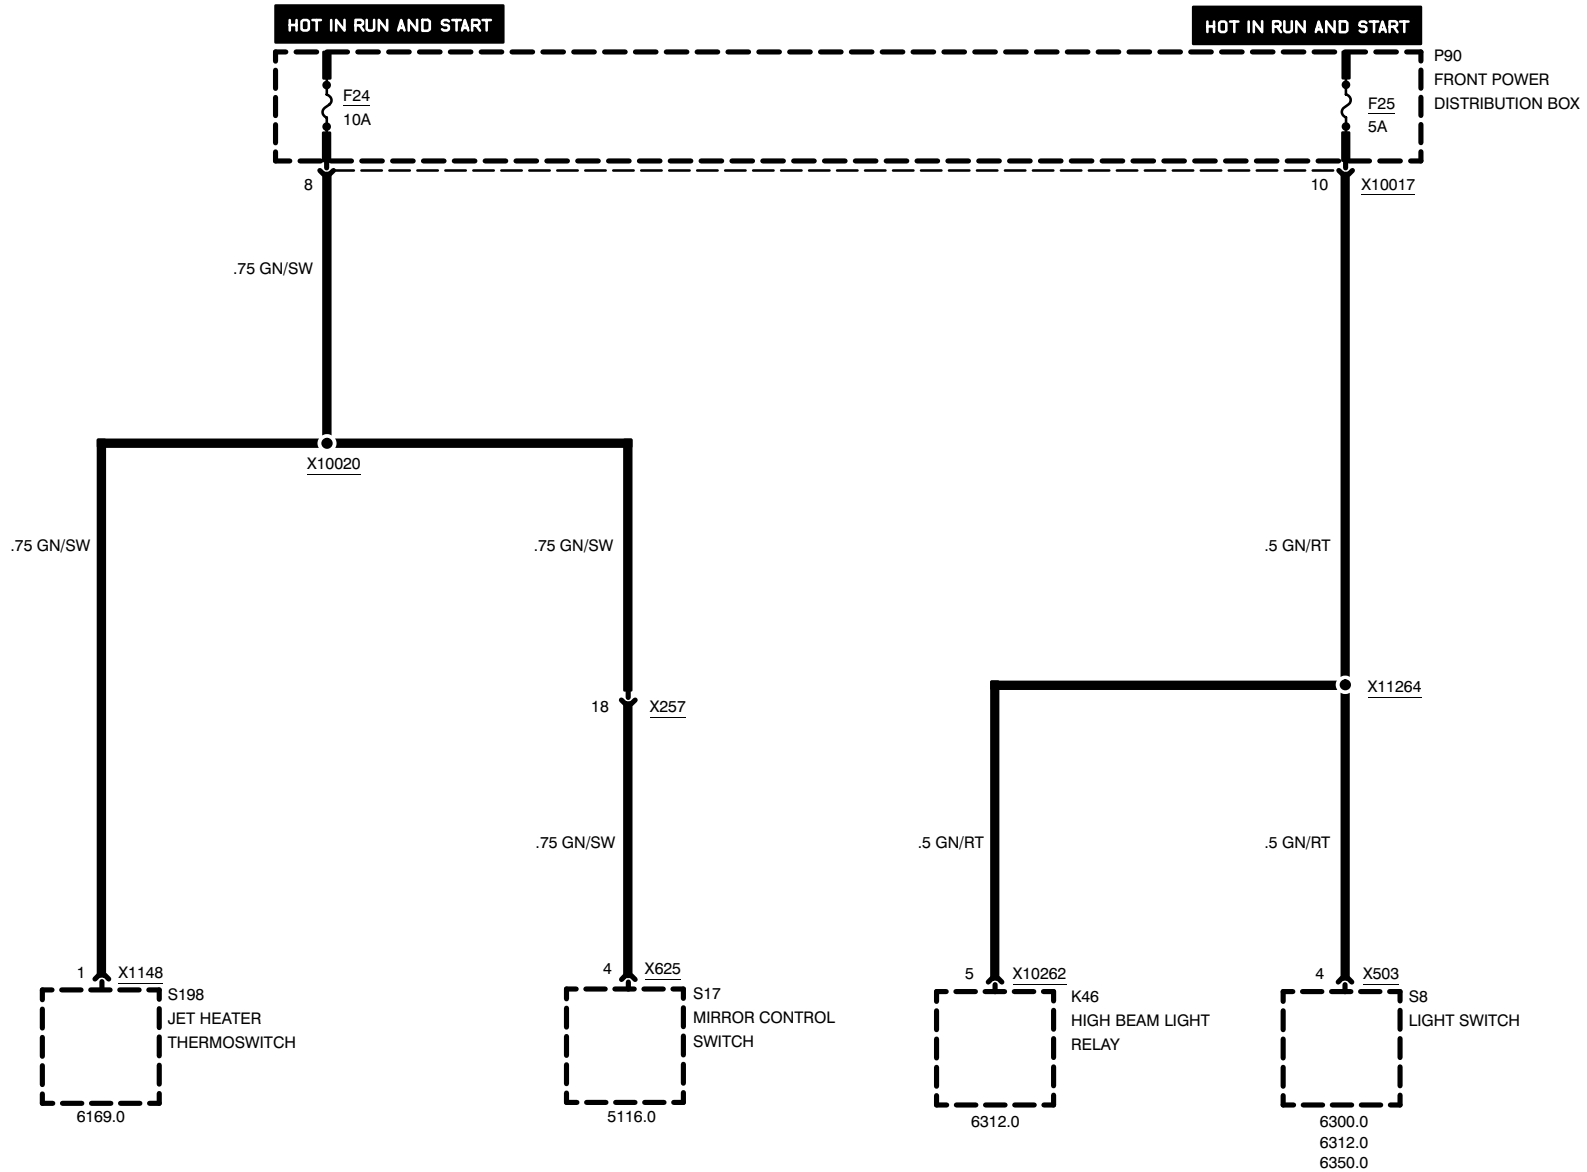 HOT IN RUN AND START
HOT IN RUN AND START
P90
FRONT POWER
DISTRIBUTION BOX
F24
10A
F25
5A
8
10
X10017
.75 GN/SW
X10020
.75 GN/SW
.75 GN/SW
.5 GN/RT
X11264
18
X257
.75 GN/SW
.5 GN/RT
.5 GN/RT
1
X1148
S198
JET HEATER
THERMOSWITCH
6169.0
4
X625
S17
MIRROR CONTROL
SWITCH
5116.0
5
X10262
K46
HIGH BEAM LIGHT
RELAY
6312.0
4
X503
S8
LIGHT SWITCH
6300.0
6312.0
6350.0